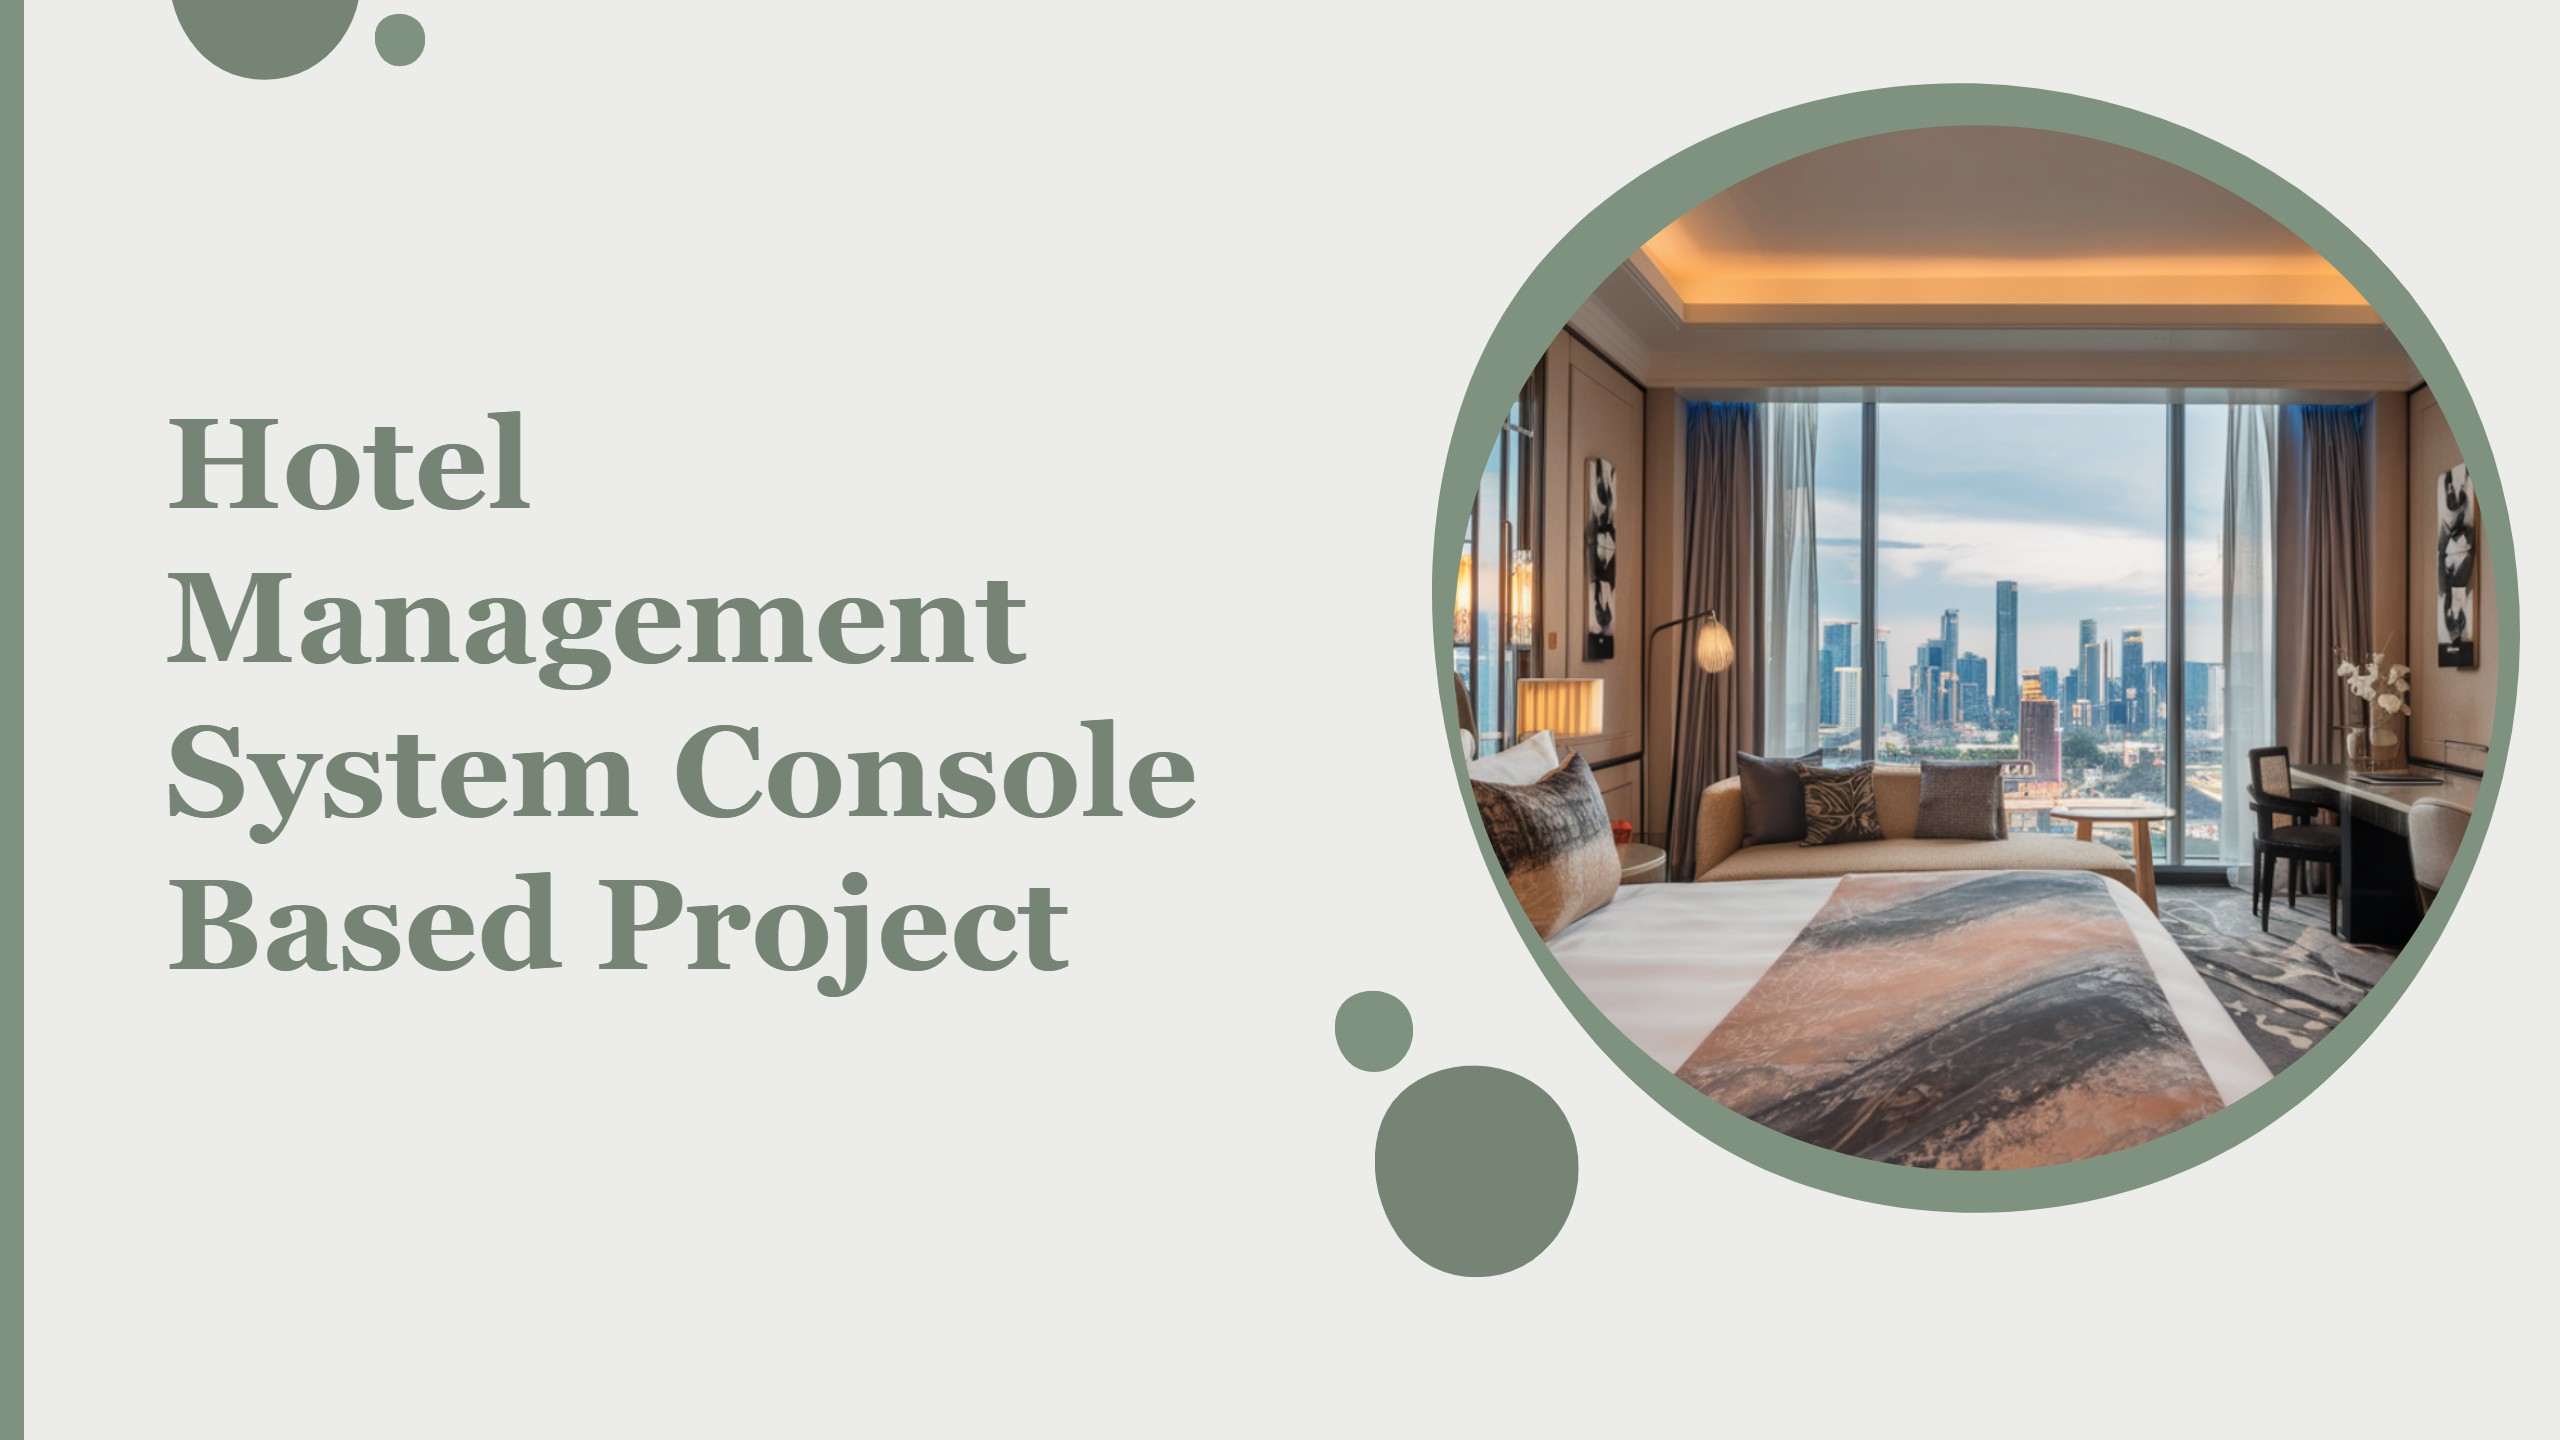 Hotel
Management
System Console
Based Project